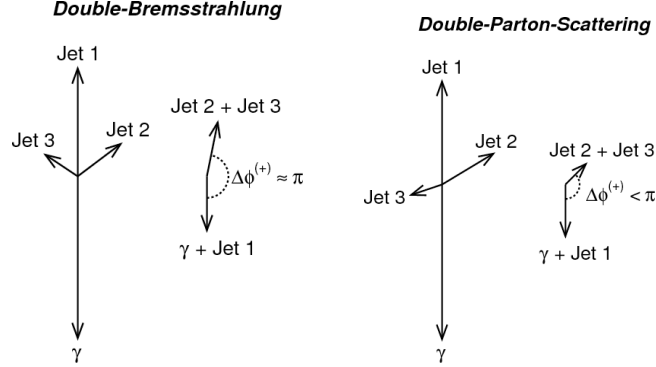 Double-Bremsstrahlung
Jet 1
Jet 3
Jet 2
γ
Jet 2 + Jet 3
Δϕ(+) ≈ π
γ + Jet 1
Double-Parton-Scattering
Jet 1
Jet 2
Jet 3
γ
Jet 2 + Jet 3
Δϕ(+) < π
γ + Jet 1